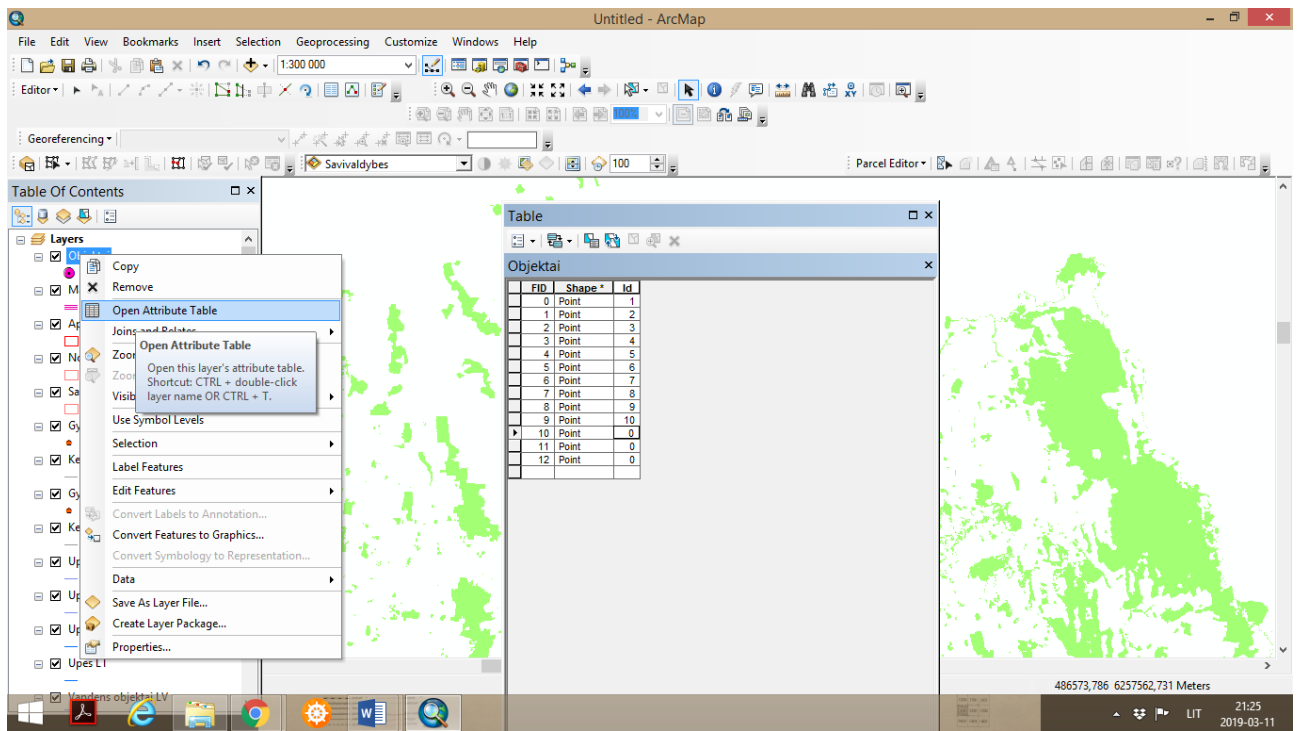 Untitled - ArcMap
File Edit View Bookmarks Insert Selection Geoprocessing Customize Windows Help
1:300 000
Editor
100%
Georeferencing
Savivaldybes 100 Parcel Editor
Table Of Contents
Layers
Copy
Remove
Open Attribute Table
Joins and Relates
Open Attribute Table
Open this layer's attribute table.
Shortcut: CTRL + double-click
layer name OR CTRL + T.
Use Symbol Levels
Selection
Label Features
Edit Features
Convert Labels to Annotation...
Convert Features to Graphics...
Convert Symbology to Representation...
Data
Save As Layer File...
Create Layer Package...
Properties...
Upes LT
Vandens objektai LV
Table
Objektai
FID Shape * Id
0 Point 1
1 Point 2
2 Point 3
3 Point 4
4 Point 5
5 Point 6
6 Point 7
7 Point 8
8 Point 9
9 Point 10
10 Point 0
11 Point 0
12 Point 0
486573,786 6257562,731 Meters
LIT
21:25
2019-03-11